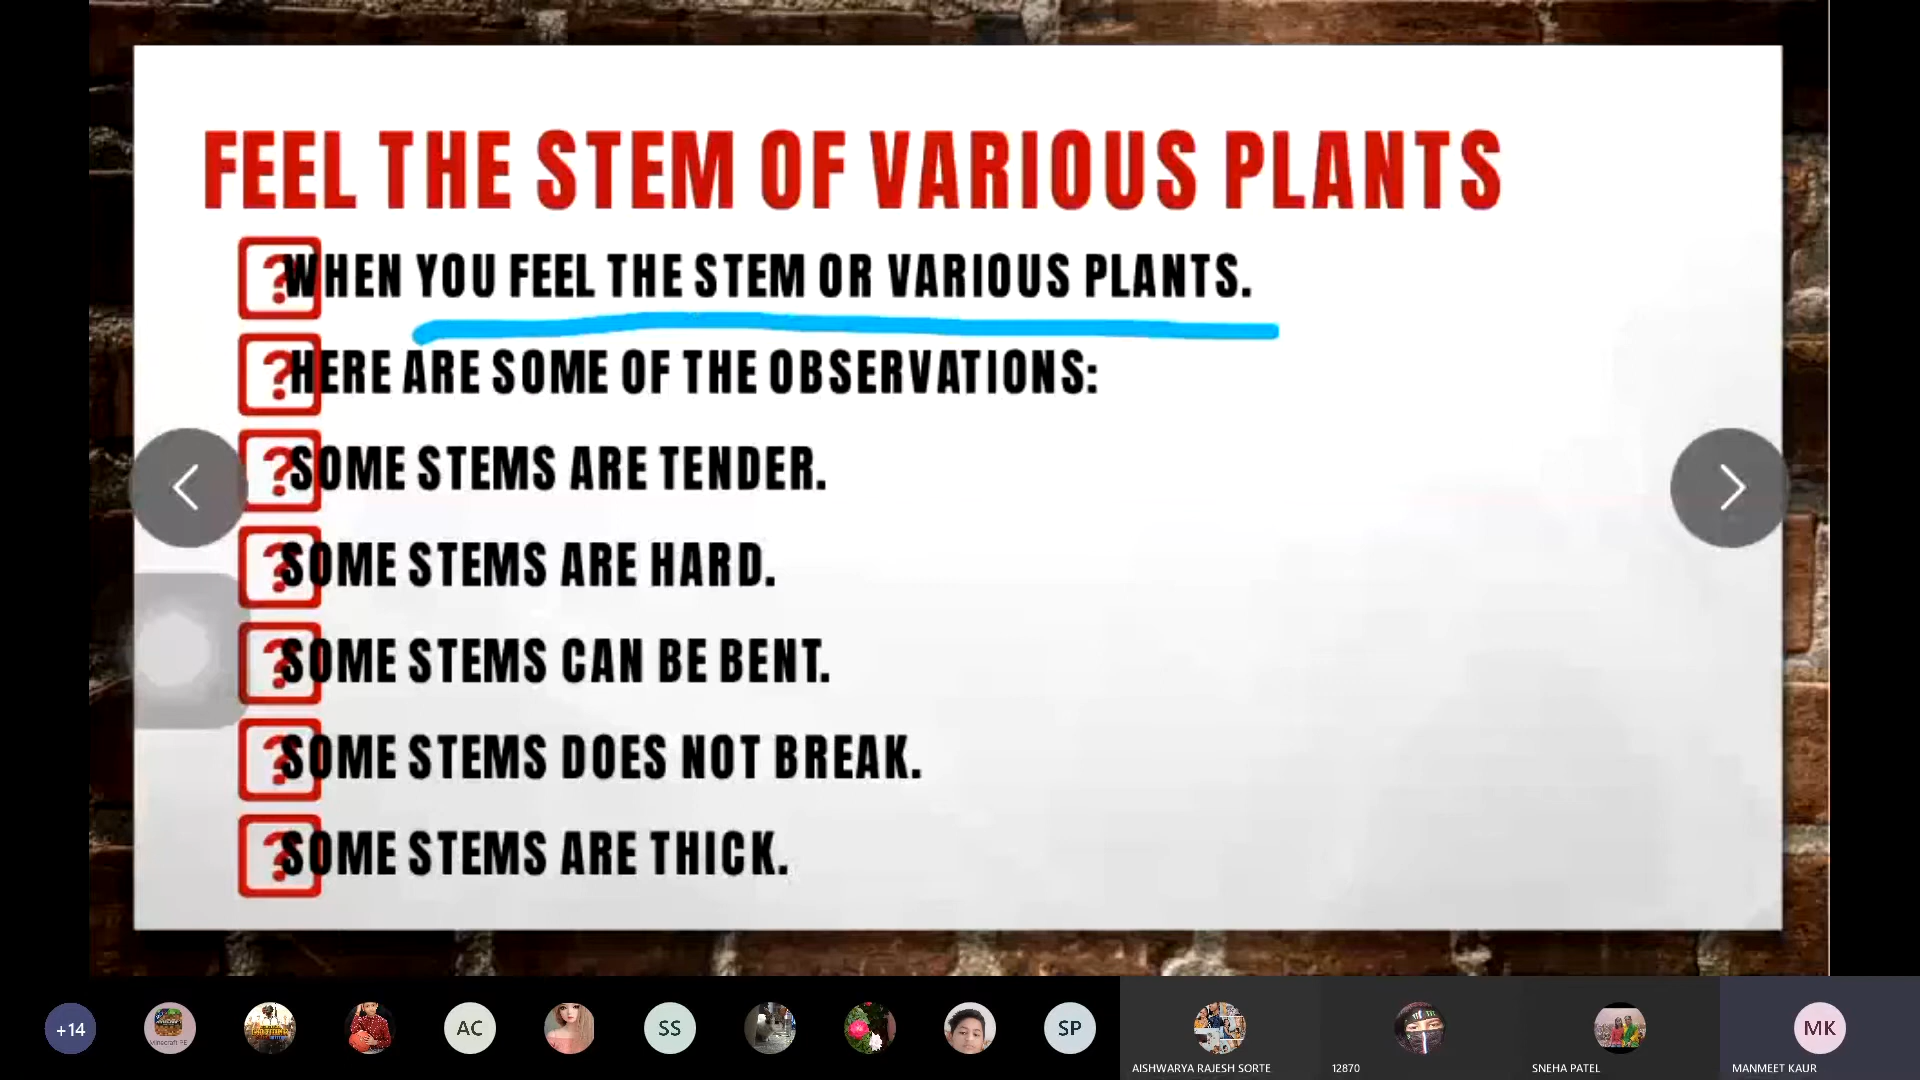 FEEL THE STEM OF VARIOUS PLANTS
WHEN YOU FEEL THE STEM OR VARIOUS PLANTS.
HERE ARE SOME OF THE OBSERVATIONS:
SOME STEMS ARE TENDER.
SOME STEMS ARE HARD.
SOME STEMS CAN BE BENT.
SOME STEMS DOES NOT BREAK.
SOME STEMS ARE THICK.
+14
Minecraft PE
AC
SS
SP
MK
AISHWARYA RAJESH SORTE
12870
SNEHA PATEL
MANMEET KAUR